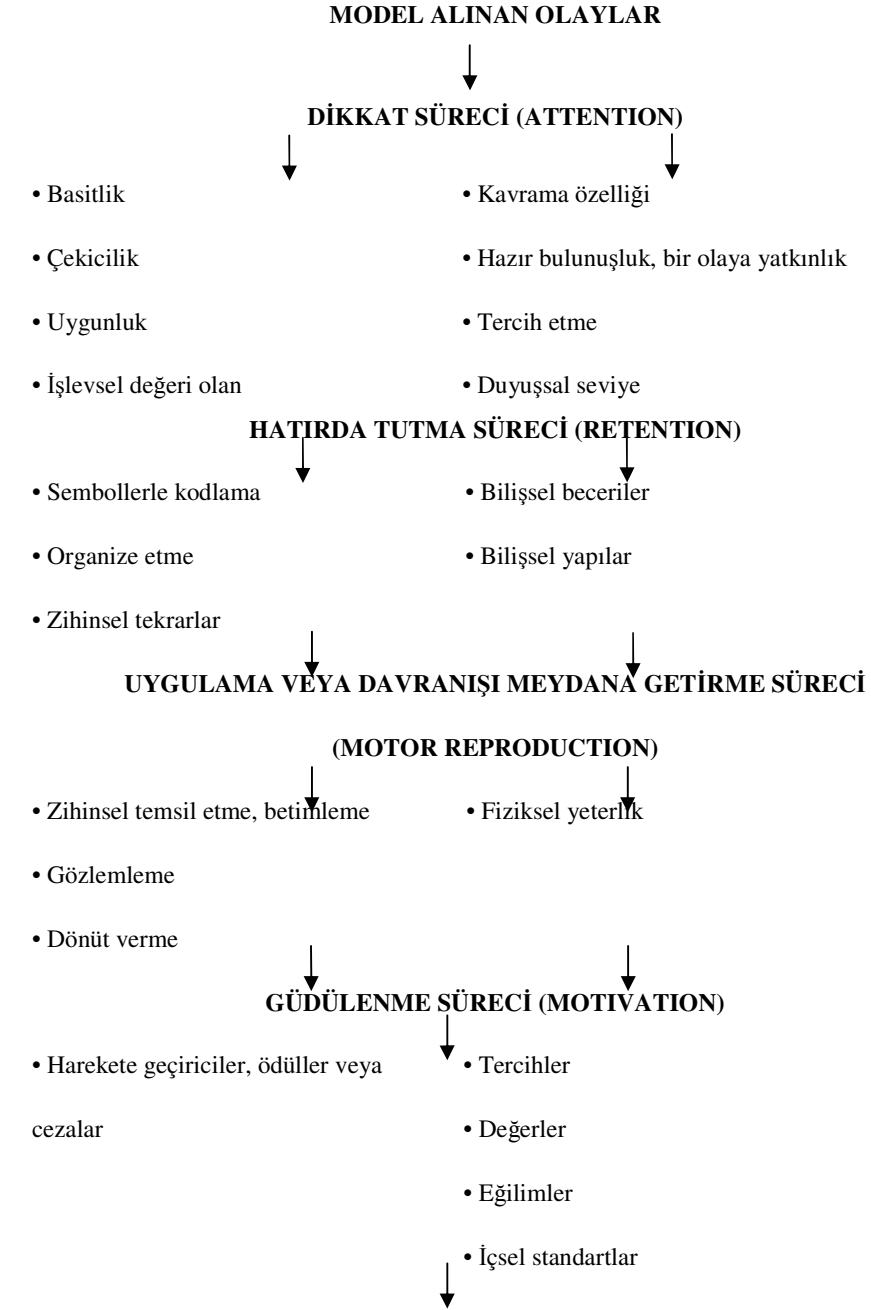 MODEL ALINAN OLAYLAR
DİKKAT SÜRECİ (ATTENTION)
• Basitlik • Kavrama özelliği
• Çekicilik • Hazır bulunuşluk, bir olaya yatkınlık
• Uygunluk • Tercih etme
• İşlevsel değeri olan • Duyuşsal seviye
HATIRDA TUTMA SÜRECİ (RETENTION)
• Sembollerle kodlama • Bilişsel beceriler
• Organize etme • Bilişsel yapılar
• Zihinsel tekrarlar
UYGULAMA VEYA DAVRANIŞI MEYDANA GETİRME SÜRECİ
(MOTOR REPRODUCTION)
• Zihinsel temsil etme, betimleme • Fiziksel yeterlik
• Gözlemleme
• Dönüt verme
GÜDÜLENME SÜRECİ (MOTIVATION)
• Harekete geçiriciler, ödüller veya • Tercihler
cezalar • Değerler
• Eğilimler
• İçsel standartlar